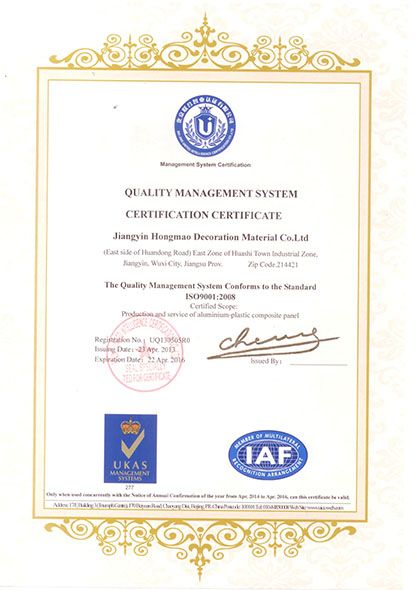 U
Management System Certification
QUALITY MANAGEMENT SYSTEM
CERTIFICATION CERTIFICATE
Jiangyin Hongmao Decoration Material Co.Ltd
(East side of Huandong Road) East Zone of Huashi Town Industrial Zone,
Jiangyin, Wuxi City, Jiangsu Prov. Zip Code:214421
The Quality Management System Conforms to the Standard
ISO9001:2008
Certified Scope:
Production and service of aluminium-plastic composite panel
Registration No.: UQ130505R0
Issuing Date: 23 Apr. 2013
Expiration Date: 22 Apr. 2016
Issued By:
UKAS
MANAGEMENT
SYSTEMS
277
MEMBER OF MULTILATERAL
IAF
RECOGNITION ARRANGEMENT
Only when used concurrently with the Notice of Annual Confirmation of the year from Apr, 2014 to Apr, 2016, can this certificate be valid.